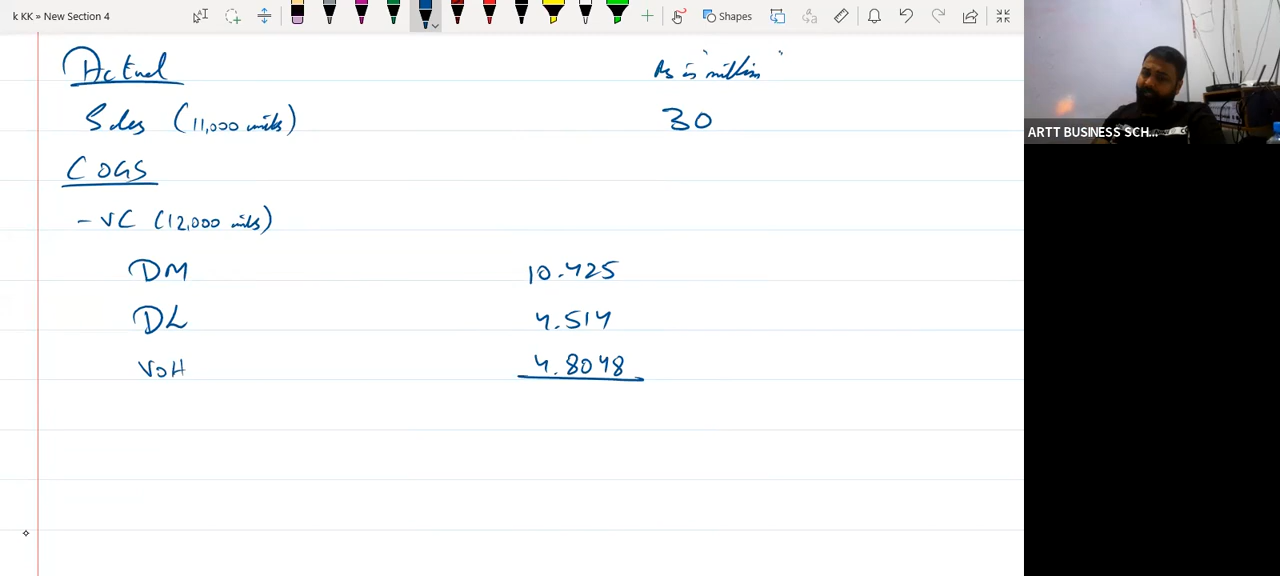 k KK » New Section 4
Shapes
Actual Rs in "million"
Sales (11,000 units) 30
COGS
- VC (12,000 units)
DM 10.425
DL 4.514
VOH 4.8048
ARTT BUSINESS SCH...